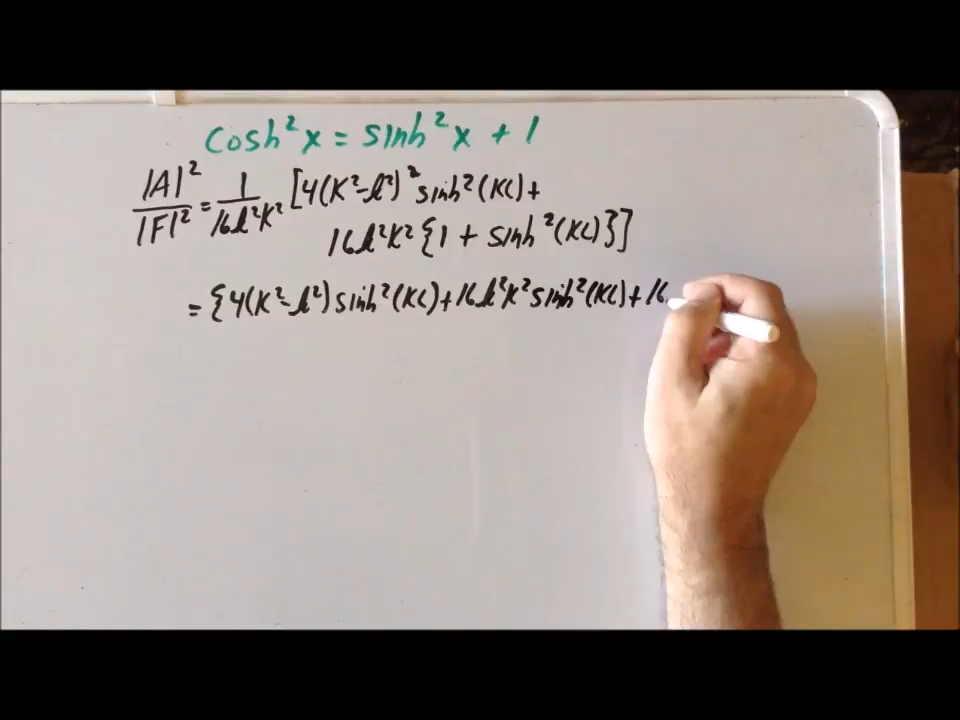 cosh²x = sinh²x + 1
|A|²/|F|² = 1/16l²K² [4(K²-l²)² sinh²(KL)+
16l²K² {1 + sinh²(KL)}]
= {4(K²-l²) sinh²(KL)+16l²K² sinh²(KL)+16